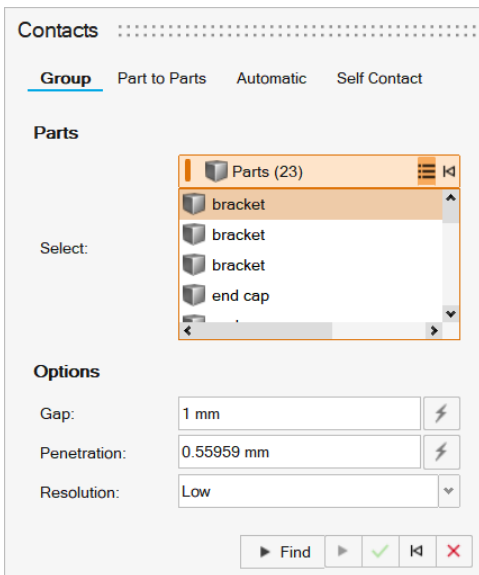 Contacts
Group Part to Parts Automatic Self Contact
Parts
Parts (23)
bracket
bracket
Select:
bracket
end cap
Options
Gap: 1 mm
Penetration: 0.55959 mm
Resolution: Low
Find